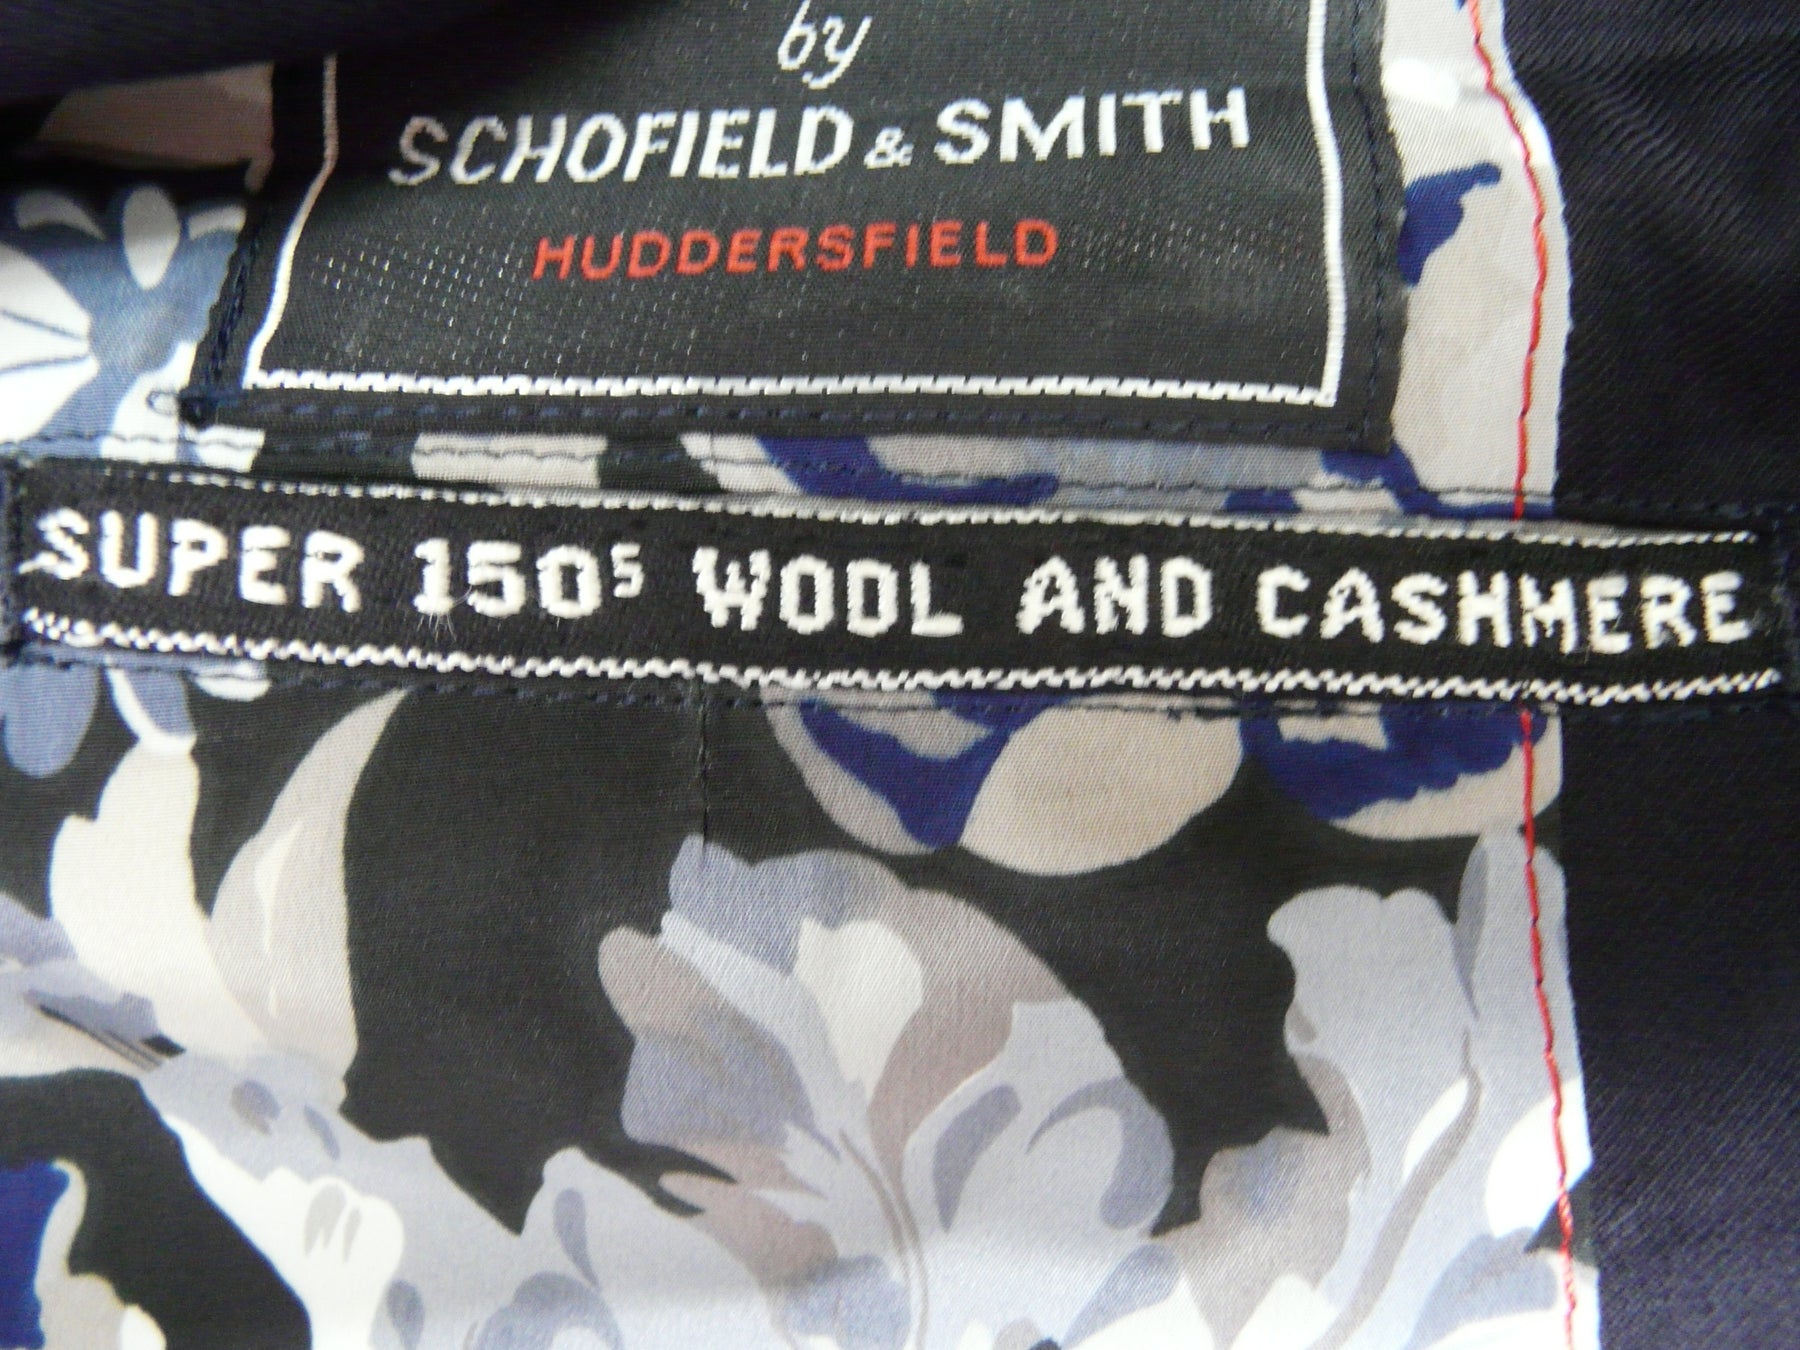 by
SCHOFIELD & SMITH
HUDDERSFIELD
SUPER 150s WOOL AND CASHMERE